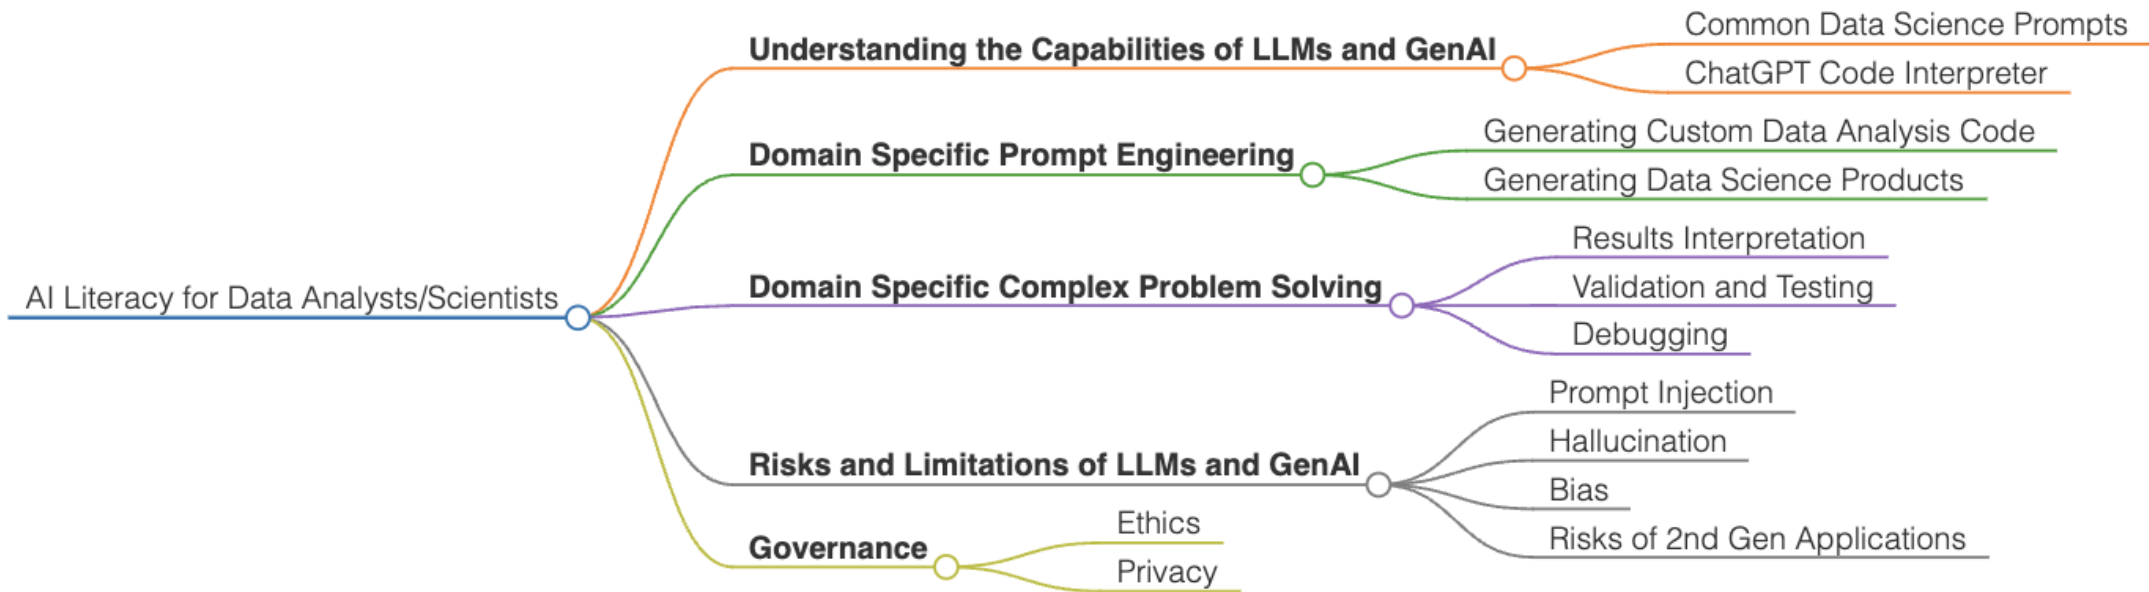 AI Literacy for Data Analysts/Scientists
Understanding the Capabilities of LLMs and GenAI
Common Data Science Prompts
ChatGPT Code Interpreter
Domain Specific Prompt Engineering
Generating Custom Data Analysis Code
Generating Data Science Products
Domain Specific Complex Problem Solving
Results Interpretation
Validation and Testing
Debugging
Risks and Limitations of LLMs and GenAI
Prompt Injection
Hallucination
Bias
Risks of 2nd Gen Applications
Governance
Ethics
Privacy